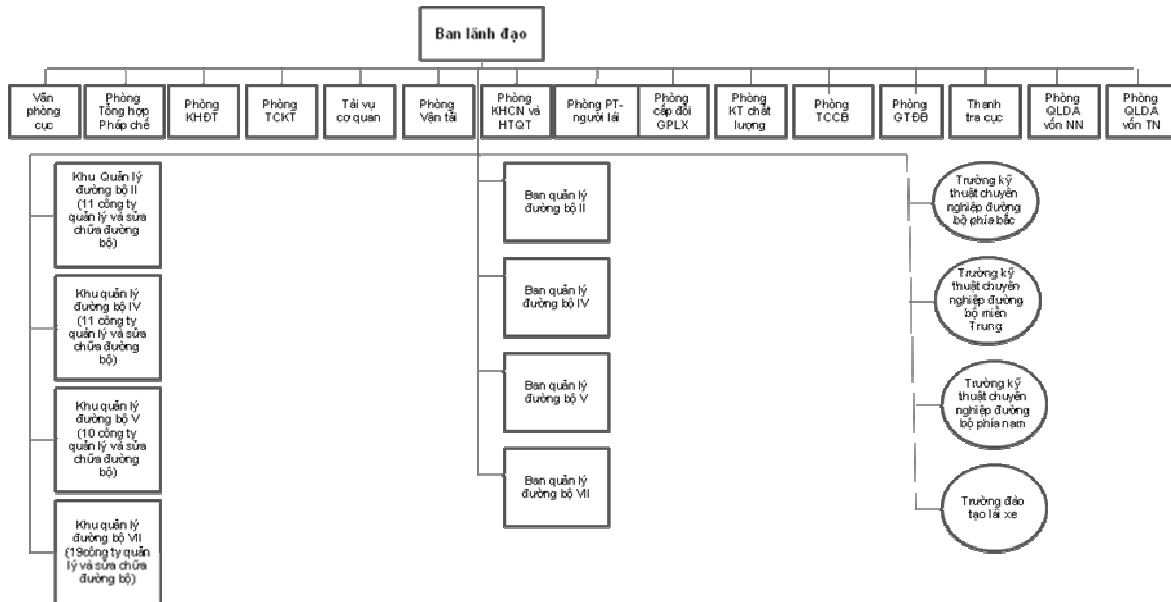 Ban lãnh đạo
Văn
phòng
cục
Phòng
Tổng hợp
Pháp chế
Phòng
KHĐT
Phòng
TCKT
Tài vụ
cơ quan
Phòng
Vận tải
Phòng
KHCN và
HTQT
Phòng PT-
người lái
Phòng
cấp đổi
GPLX
Phòng
KT chất
lượng
Phòng
TCCB
Phòng
GTĐB
Thanh
tra cục
Phòng
QLDA
vốn NN
Phòng
QLDA
vốn TN
Khu Quản lý
đường bộ II
(11 công ty
quản lý và sửa
chữa đường
bộ)
Khu quản lý
đường bộ IV
(11 công ty
quản lý và sửa
chữa đường
bộ)
Khu quản lý
đường bộ V
(10 công ty
quản lý và sửa
chữa đường
bộ)
Khu quản lý
đường bộ VII
(19công ty quản
lý và sửa chữa
đường bộ)
Ban quản lý
đường bộ II
Ban quản lý
đường bộ IV
Ban quản lý
đường bộ V
Ban quản lý
đường bộ VII
Trường kỹ
thuật chuyên
nghiệp đường
bộ phía bắc
Trường kỹ
thuật chuyên
nghiệp đường
bộ miền
Trung
Trường kỹ
thuật chuyên
nghiệp đường
bộ phía nam
Trường đào
tạo lái xe